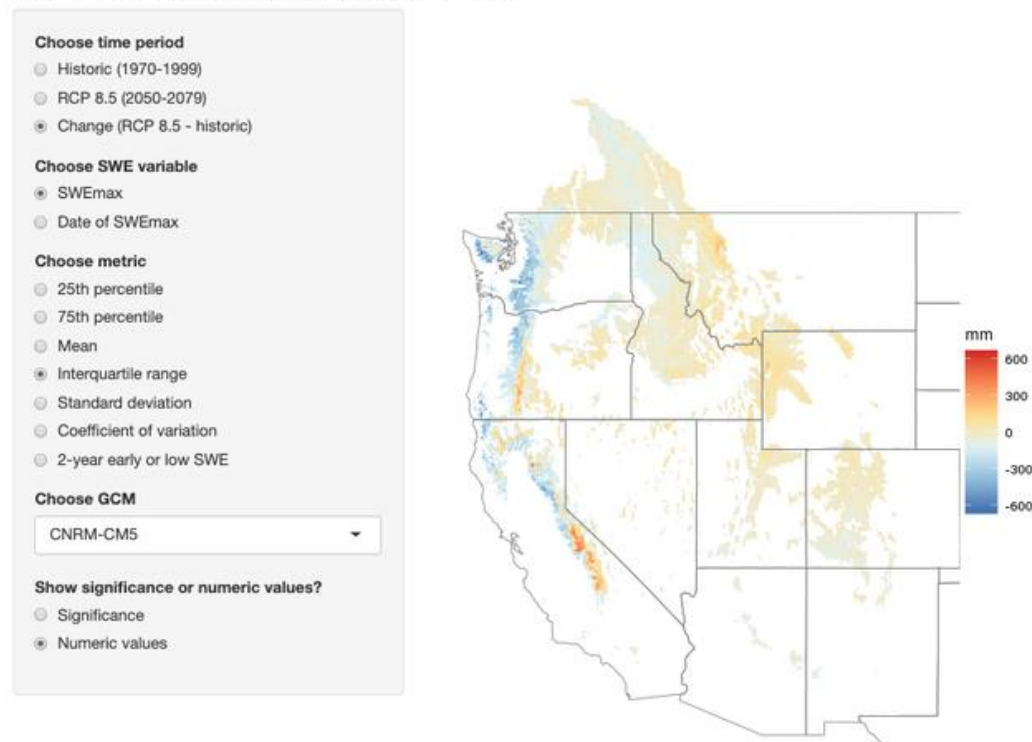 Choose time period
Historic (1970-1999)
RCP 8.5 (2050-2079)
Change (RCP 8.5 - historic)
Choose SWE variable
SWEmax
Date of SWEmax
Choose metric
25th percentile
75th percentile
Mean
Interquartile range
Standard deviation
Coefficient of variation
2-year early or low SWE
Choose GCM
CNRM-CM5
Show significance or numeric values?
Significance
Numeric values
mm
600
300
0
-300
-600